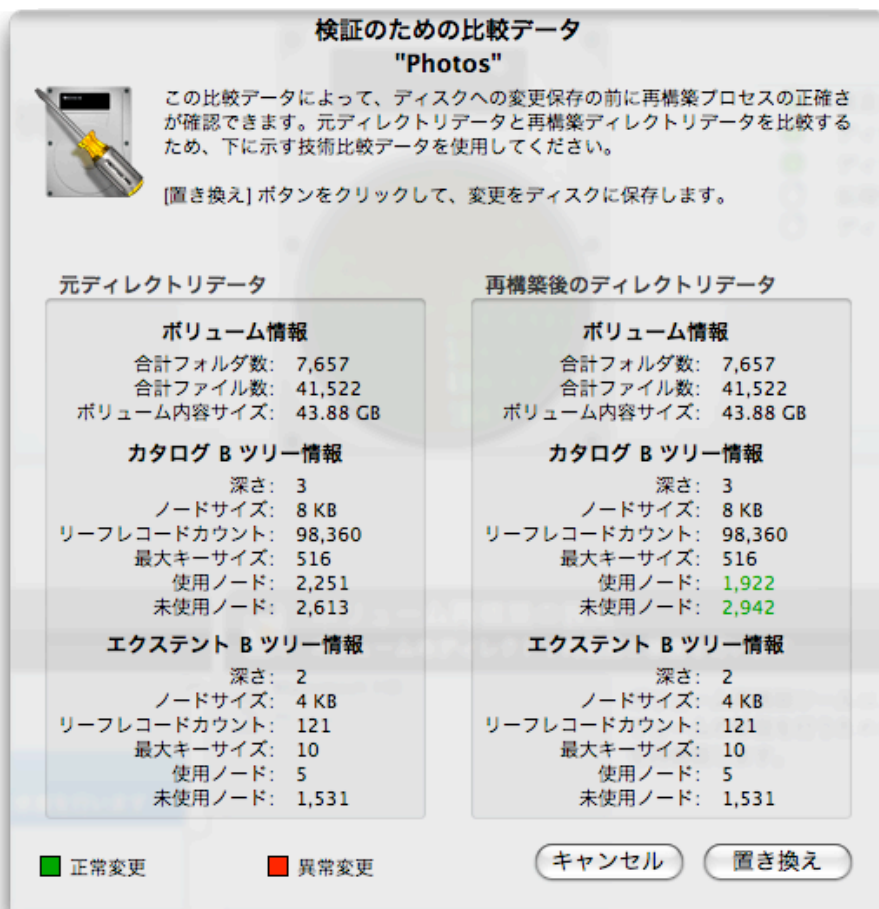 検証のための比較データ
"Photos"
この比較データによって、ディスクへの変更保存の前に再構築プロセスの正確さ
が確認できます。元ディレクトリデータと再構築ディレクトリデータを比較する
ため、下に示す技術比較データを使用してください。
[置き換え] ボタンをクリックして、変更をディスクに保存します。
元ディレクトリデータ
ボリューム情報
合計フォルダ数: 7,657
合計ファイル数: 41,522
ボリューム内容サイズ: 43.88 GB
カタログ B ツリー情報
深さ: 3
ノードサイズ: 8 KB
リーフレコードカウント: 98,360
最大キーサイズ: 516
使用ノード: 2,251
未使用ノード: 2,613
エクステント B ツリー情報
深さ: 2
ノードサイズ: 4 KB
リーフレコードカウント: 121
最大キーサイズ: 10
使用ノード: 5
未使用ノード: 1,531
再構築後のディレクトリデータ
ボリューム情報
合計フォルダ数: 7,657
合計ファイル数: 41,522
ボリューム内容サイズ: 43.88 GB
カタログ B ツリー情報
深さ: 3
ノードサイズ: 8 KB
リーフレコードカウント: 98,360
最大キーサイズ: 516
使用ノード: 1,922
未使用ノード: 2,942
エクステント B ツリー情報
深さ: 2
ノードサイズ: 4 KB
リーフレコードカウント: 121
最大キーサイズ: 10
使用ノード: 5
未使用ノード: 1,531
正常変更
異常変更
キャンセル
置き換え